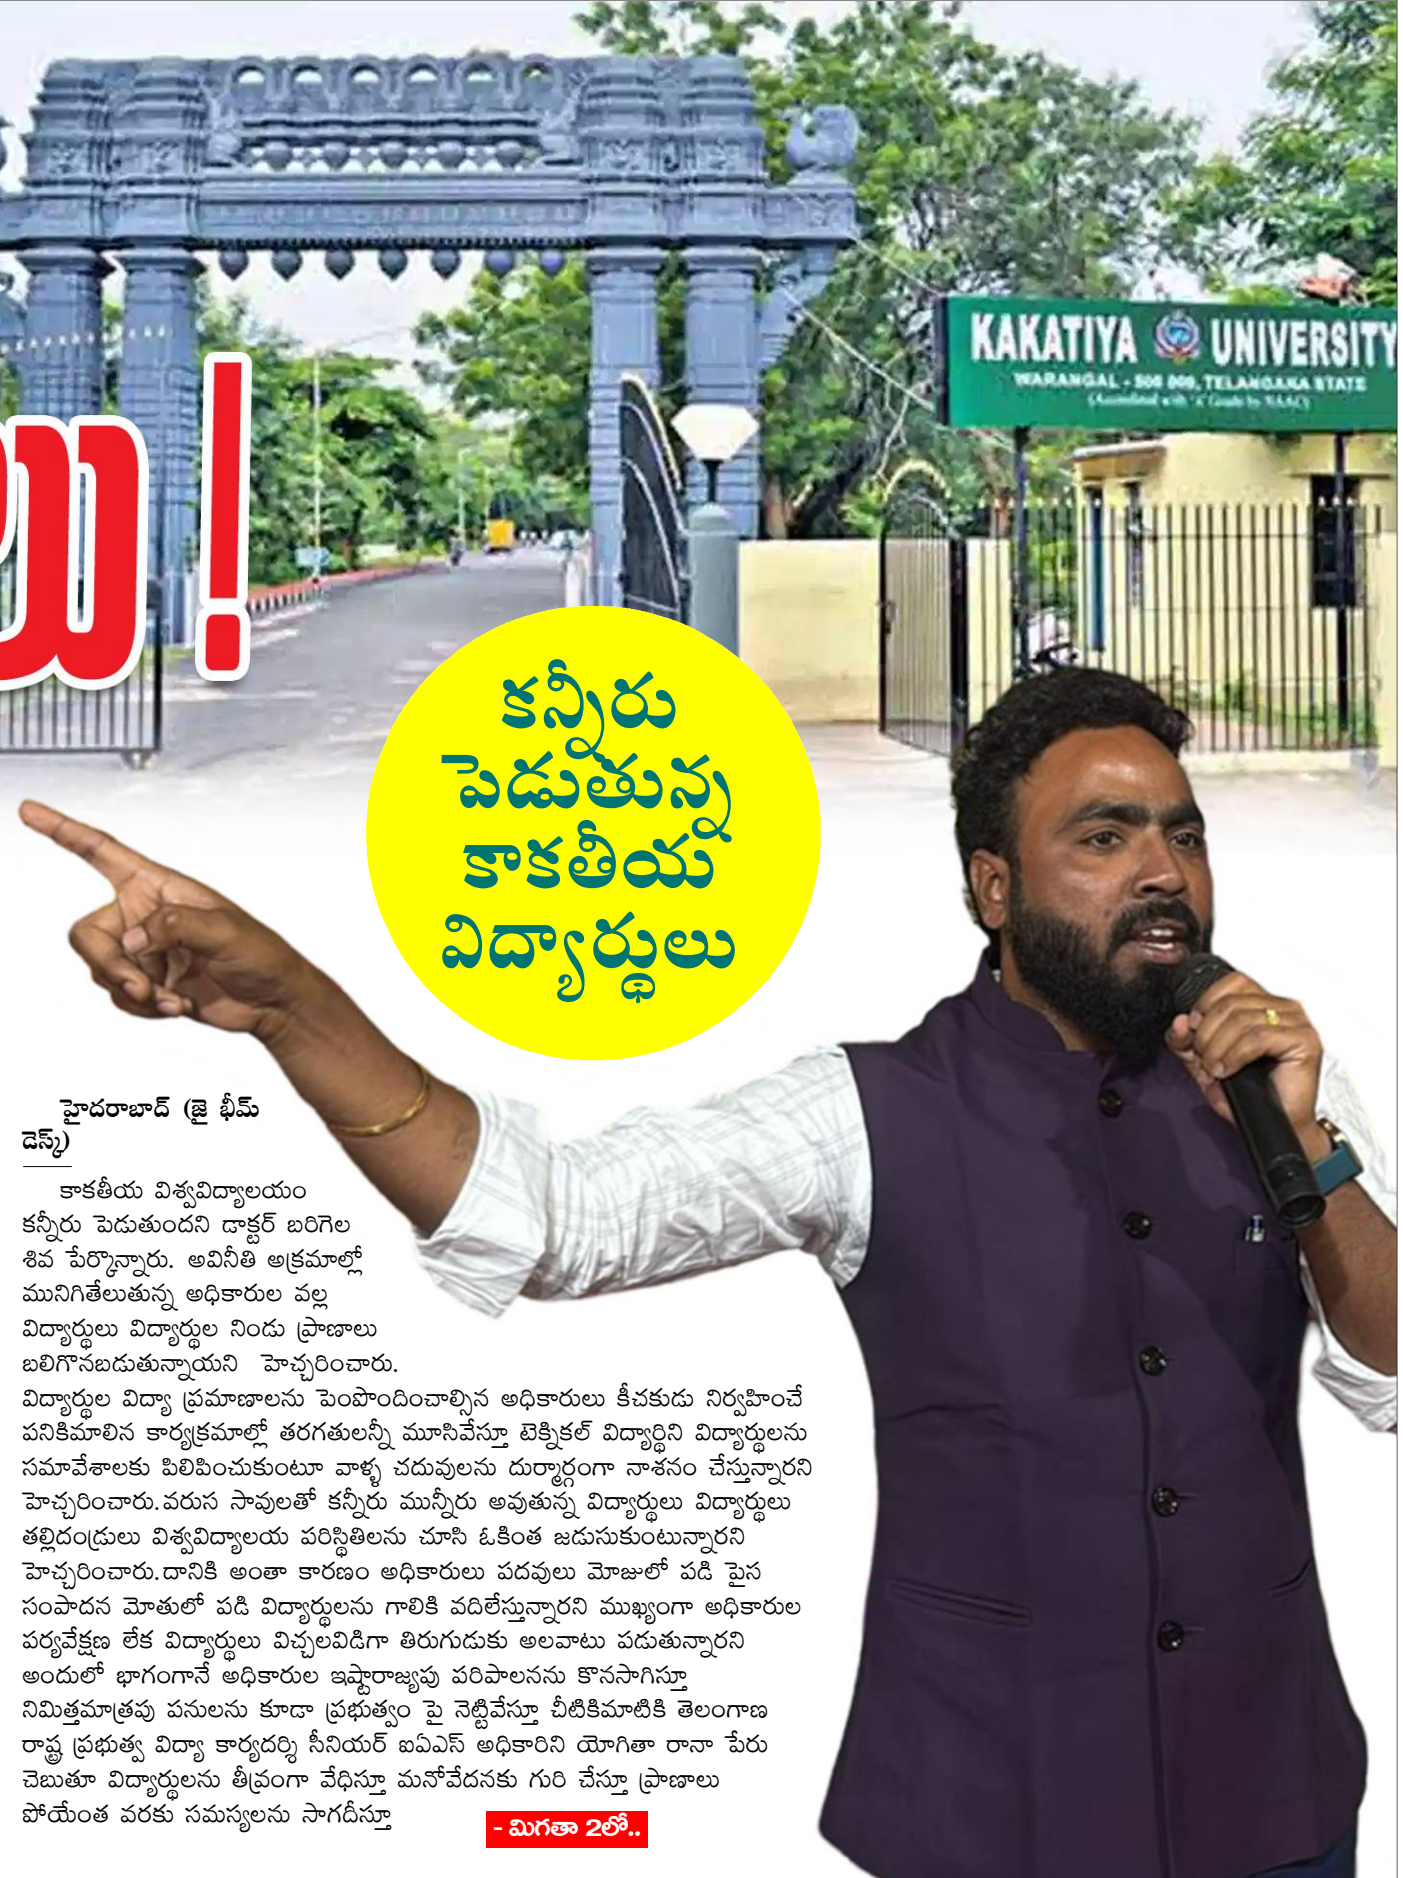 KAKATIYA UNIVERSITY
WARANGAL - 506 009, TELANGANA STATE
(Accredited with 'A' Grade by NAAC)
యి!
కన్నీరు
పెడుతున్న
కాకతీయ
విద్యార్థులు
హైదరాబాద్ (జై భీమ్
డెస్క్)
కాకతీయ విశ్వవిద్యాలయం
కన్నీరు పెడుతుందని డాక్టర్ బరిగెల
శివ పేర్కొన్నారు. అవినీతి అక్రమాల్లో
మునిగితేలుతున్న అధికారుల వల్ల
విద్యార్థులు విద్యార్థుల నిండు ప్రాణాలు
బలిగొనబడుతున్నాయని హెచ్చరించారు.
విద్యార్థుల విద్యా ప్రమాణాలను పెంపొందించాల్సిన అధికారులు కీచకుడు నిర్వహించే
పనికిమాలిన కార్యక్రమాల్లో తరగతులన్నీ మూసివేస్తూ టెక్నికల్ విద్యార్థిని విద్యార్థులను
సమావేశాలకు పిలిపించుకుంటూ వాళ్ళ చదువులను దుర్మార్గంగా నాశనం చేస్తున్నారని
హెచ్చరించారు.వరుస సావులతో కన్నీరు మున్నీరు అవుతున్న విద్యార్థులు విద్యార్థులు
తల్లిదండ్రులు విశ్వవిద్యాలయ పరిస్థితిలను చూసి ఓకింత జడుసుకుంటున్నారని
హెచ్చరించారు.దానికి అంతా కారణం అధికారులు పదవులు మోజులో పడి పైస
సంపాదన మోతులో పడి విద్యార్థులను గాలికి వదిలేస్తున్నారని ముఖ్యంగా అధికారుల
పర్యవేక్షణ లేక విద్యార్థులు విచ్చలవిడిగా తిరుగుడుకు అలవాటు పడుతున్నారని
అందులో భాగంగానే అధికారుల ఇష్టారాజ్యపు పరిపాలనను కొనసాగిస్తూ
నిమిత్తమాత్రపు పనులను కూడా ప్రభుత్వం పై నెట్టివేస్తూ చీటికిమాటికి తెలంగాణ
రాష్ట్ర ప్రభుత్వ విద్యా కార్యదర్శి సీనియర్ ఐఏఎస్ అధికారిని యోగితా రానా పేరు
చెబుతూ విద్యార్థులను తీవ్రంగా వేధిస్తూ మనోవేదనకు గురి చేస్తూ ప్రాణాలు
పోయేంత వరకు సమస్యలను సాగదీస్తూ
- మిగతా 2లో..